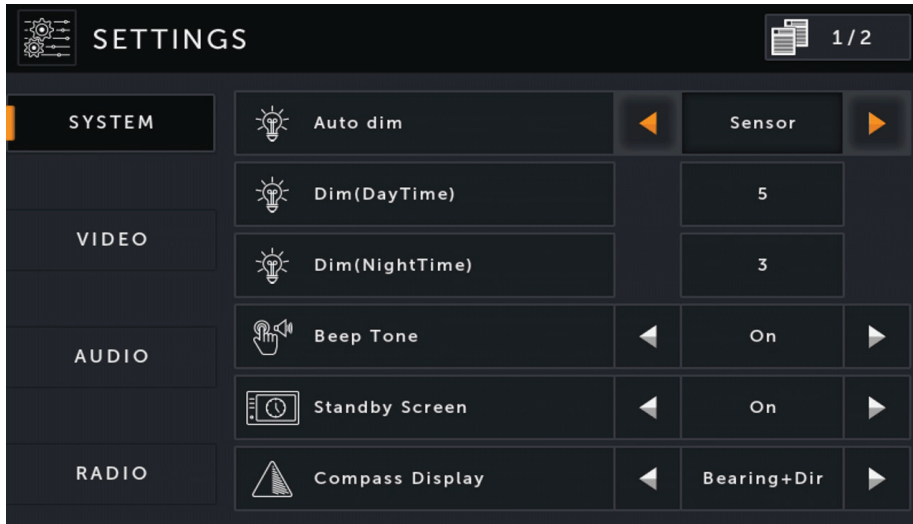 SETTINGS
1/2
SYSTEM
VIDEO
AUDIO
RADIO
Auto dim
Sensor
Dim(DayTime)
5
Dim(NightTime)
3
Beep Tone
On
Standby Screen
On
Compass Display
Bearing+Dir